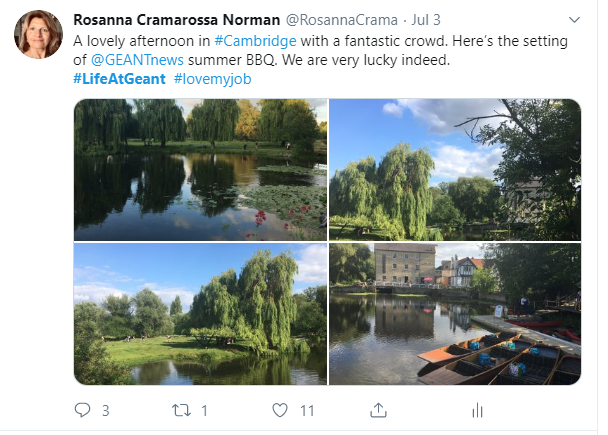 Rosanna Cramarossa Norman @RosannaCrama · Jul 3
A lovely afternoon in #Cambridge with a fantastic crowd. Here's the setting
of @GEANTnews summer BBQ. We are very lucky indeed.
#LifeAtGeant #lovemyjob
3 1 11